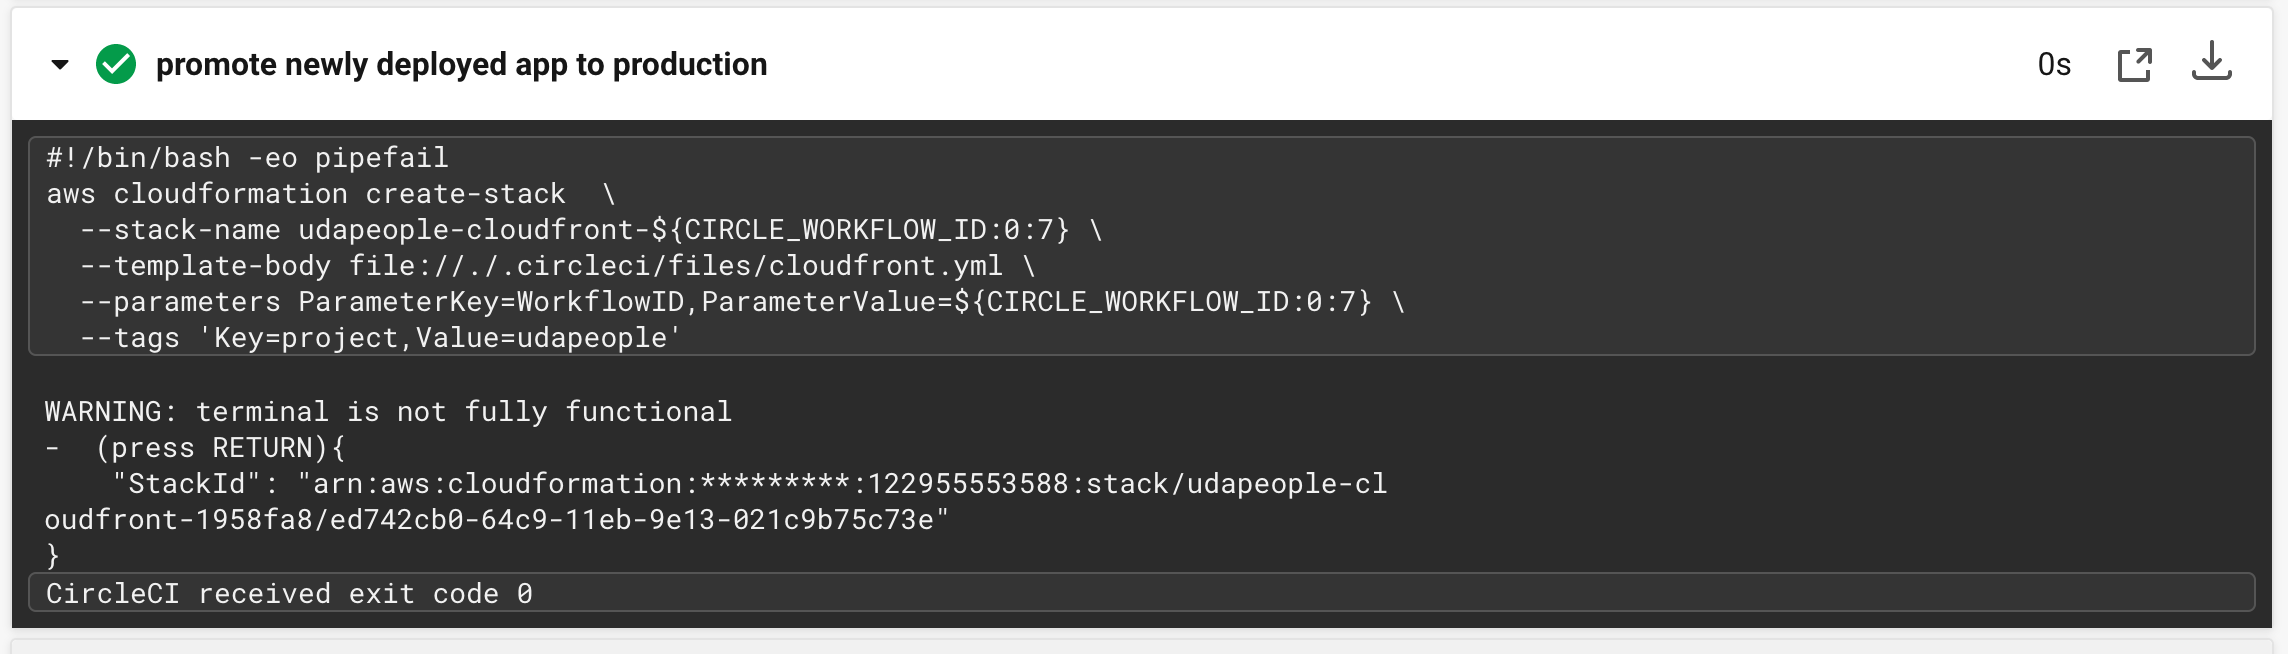 promote newly deployed app to production
0s
#!/bin/bash -eo pipefail
aws cloudformation create-stack  \
  --stack-name udapeople-cloudfront-${CIRCLE_WORKFLOW_ID:0:7} \
  --template-body file://./.circleci/files/cloudfront.yml \
  --parameters ParameterKey=WorkflowID,ParameterValue=${CIRCLE_WORKFLOW_ID:0:7} \
  --tags 'Key=project,Value=udapeople'
WARNING: terminal is not fully functional
-  (press RETURN){
    "StackId": "arn:aws:cloudformation:*********:122955553588:stack/udapeople-cl
oudfront-1958fa8/ed742cb0-64c9-11eb-9e13-021c9b75c73e"
}
CircleCI received exit code 0